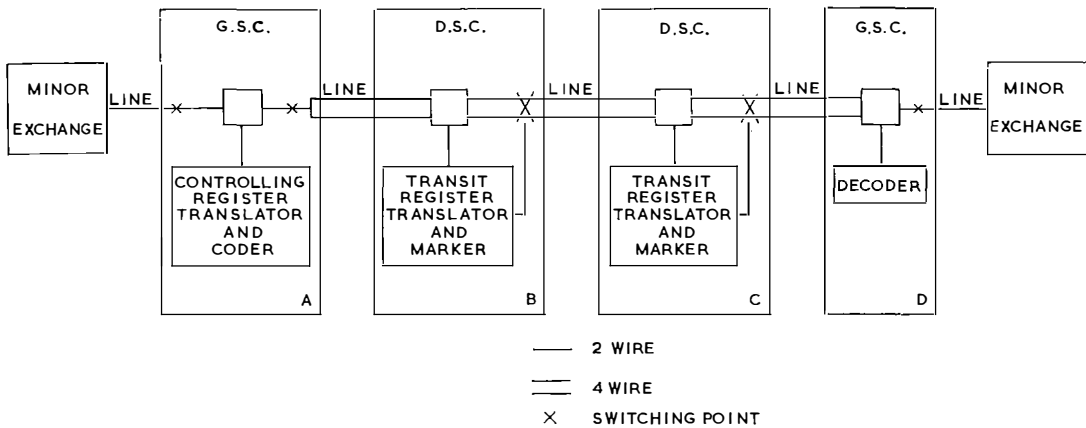 G.S.C.
D.S.C.
D.S.C.
G.S.C.
MINOR
EXCHANGE
LINE
LINE
LINE
LINE
LINE
MINOR
EXCHANGE
CONTROLLING
REGISTER
TRANSLATOR
AND
CODER
TRANSIT
REGISTER
TRANSLATOR
AND
MARKER
TRANSIT
REGISTER
TRANSLATOR
AND
MARKER
DECODER
A
B
C
D
2 WIRE
4 WIRE
SWITCHING POINT